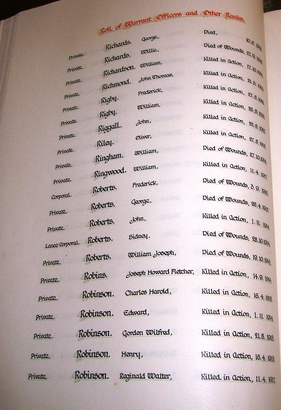 Roll of Warrant Officers and Other Ranks.
Private. Richards. George, Died,
Private. Richards. Willie, Died of Wounds,
Private. Richardson. William, Killed in Action,
Private. Richmond. John Thomas, Killed in Action,
Private. Rigby. Frederick, Killed in Action,
Private. Rigby. William, Killed in Action,
Private. Riggall. John, Killed in Action,
Private. Riley. Oliver, Killed in Action,
Private. Ringham. William, Died of Wounds,
Private. Ringwood. William, Killed in Action,
Corporal. Roberts. Frederick, Died of Wounds,
Private. Roberts. George, Died of Wounds,
Private. Roberts. John, Killed in Action,
Lance Corporal. Roberts. Sidney, Died of Wounds,
Private. Roberts. William Joseph, Died of Wounds,
Private. Robins. Joseph Howard Fletcher, Killed in Action,
Private. Robinson. Charles Harold, Killed in Action,
Private. Robinson. Edward, Killed in Action,
Private. Robinson. Gordon Wilfred, Killed in Action,
Private. Robinson. Henry, Killed in Action,
Private. Robinson. Reginald Walter, Killed in Action,